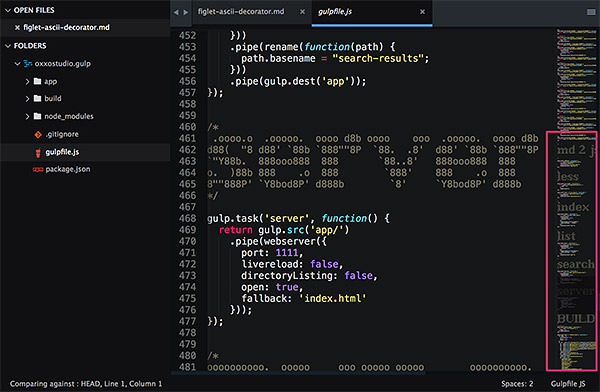 OPEN FILES
figlet-ascii-decorator.md
FOLDERS
oxxostudio.gulp
app
build
node_modules
.gitignore
gulpfile.js
package.json
figlet-ascii-decorator.md
gulpfile.js
452 }))
453 .pipe(rename(function(path) {
454 path.basename = "search-results";
455 }))
456 .pipe(gulp.dest('app'));
457 });
458
459
460 /*
461 .oooo.o .ooooo. oooo d8b oooo ooo .ooooo. oooo d8b
462 d88( "8 d88' `88b `888""8P `88. .8' d88' `88b `888""8P
463 `"Y88b. 888ooo888 888 `88..8' 888ooo888 888
464 o. )88b 888 .o 888 `888' 888 .o 888
465 8""888P' `Y8bod8P' d888b `8' `Y8bod8P' d888b
466 */
467
468 gulp.task('server', function() {
469 return gulp.src('app/')
470 .pipe(webserver({
471 port: 1111,
472 livereload: false,
473 directoryListing: false,
474 open: true,
475 fallback: 'index.html'
476 }));
477 });
478
479
480 /*
481 oooooooooo. ooooo ooo ooooo ooooo oooooooooo.
md 2 j
less
index
list
search
server
BUILD
Comparing against : HEAD, Line 1, Column 1
Spaces: 2
Gulpfile JS